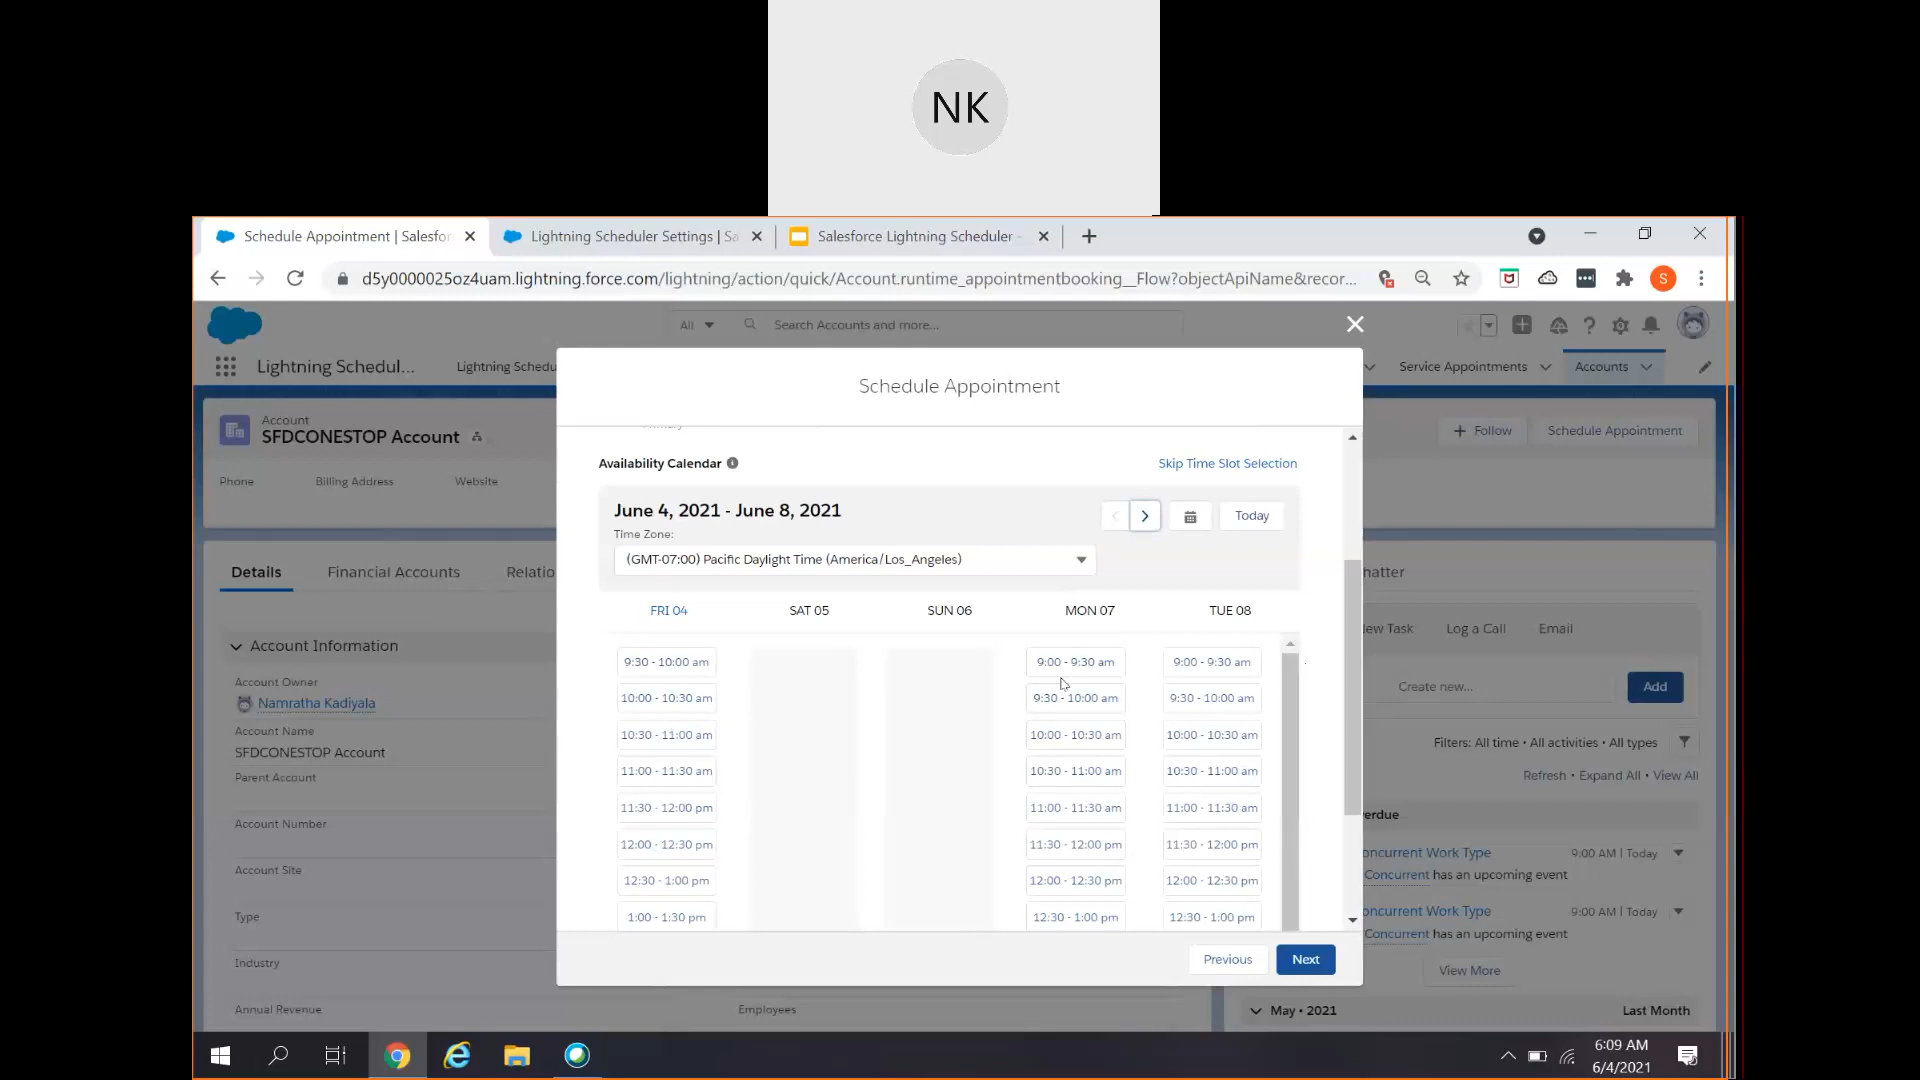 NK
Schedule Appointment | Salesfo
Lightning Scheduler Settings | Sa
Salesforce Lightning Scheduler -
d5y0000025oz4uam.lightning.force.com/lightning/action/quick/Account.runtime_appointmentbooking__Flow?objectApiName&recor...
S
All
Search Accounts and more...
Lightning Schedul...
Lightning Schedu
Service Appointments
Accounts
Schedule Appointment
Account
SFDCONESTOP Account
Follow
Schedule Appointment
Phone
Billing Address
Website
Primary
Availability Calendar
Skip Time Slot Selection
June 4, 2021 - June 8, 2021
Today
Time Zone:
(GMT-07:00) Pacific Daylight Time (America/Los_Angeles)
FRI 04 SAT 05 SUN 06 MON 07 TUE 08
9:30 - 10:00 am 9:00 - 9:30 am 9:00 - 9:30 am
10:00 - 10:30 am 9:30 - 10:00 am 9:30 - 10:00 am
10:30 - 11:00 am 10:00 - 10:30 am 10:00 - 10:30 am
11:00 - 11:30 am 10:30 - 11:00 am 10:30 - 11:00 am
11:30 - 12:00 pm 11:00 - 11:30 am 11:00 - 11:30 am
12:00 - 12:30 pm 11:30 - 12:00 pm 11:30 - 12:00 pm
12:30 - 1:00 pm 12:00 - 12:30 pm 12:00 - 12:30 pm
1:00 - 1:30 pm 12:30 - 1:00 pm 12:30 - 1:00 pm
Previous
Next
Details
Financial Accounts
Relatio
Account Information
Account Owner
Namratha Kadiyala
Account Name
SFDCONESTOP Account
Parent Account
Account Number
Account Site
Type
Industry
Annual Revenue
Employees
hatter
ew Task
Log a Call
Email
Create new...
Add
Filters: All time • All activities • All types
Refresh • Expand All • View All
erdue
oncurrent Work Type 9:00 AM | Today
Concurrent has an upcoming event
oncurrent Work Type 9:00 AM | Today
Concurrent has an upcoming event
View More
May • 2021
Last Month
6:09 AM
6/4/2021